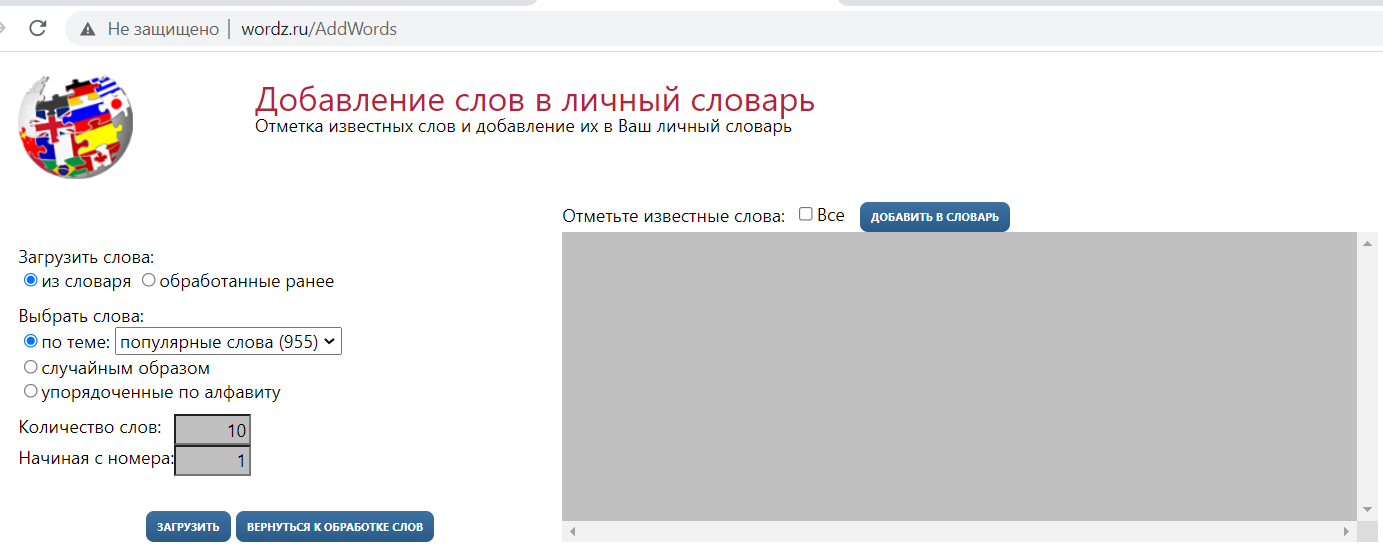 Не защищено | wordz.ru/AddWords
Добавление слов в личный словарь
Отметка известных слов и добавление их в Ваш личный словарь
Отметьте известные слова: Все ДОБАВИТЬ В СЛОВАРЬ
Загрузить слова:
из словаря обработанные ранее
Выбрать слова:
по теме: популярные слова (955)
случайным образом
упорядоченные по алфавиту
Количество слов: 10
Начиная с номера: 1
ЗАГРУЗИТЬ ВЕРНУТЬСЯ К ОБРАБОТКЕ СЛОВ